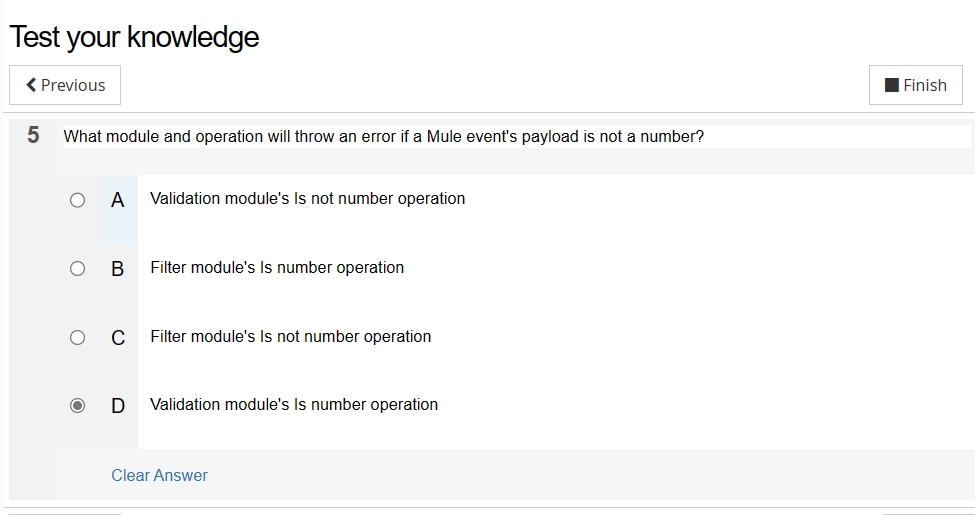 Test your knowledge
Previous
Finish
5 What module and operation will throw an error if a Mule event's payload is not a number?
A Validation module's Is not number operation
B Filter module's Is number operation
C Filter module's Is not number operation
D Validation module's Is number operation
Clear Answer